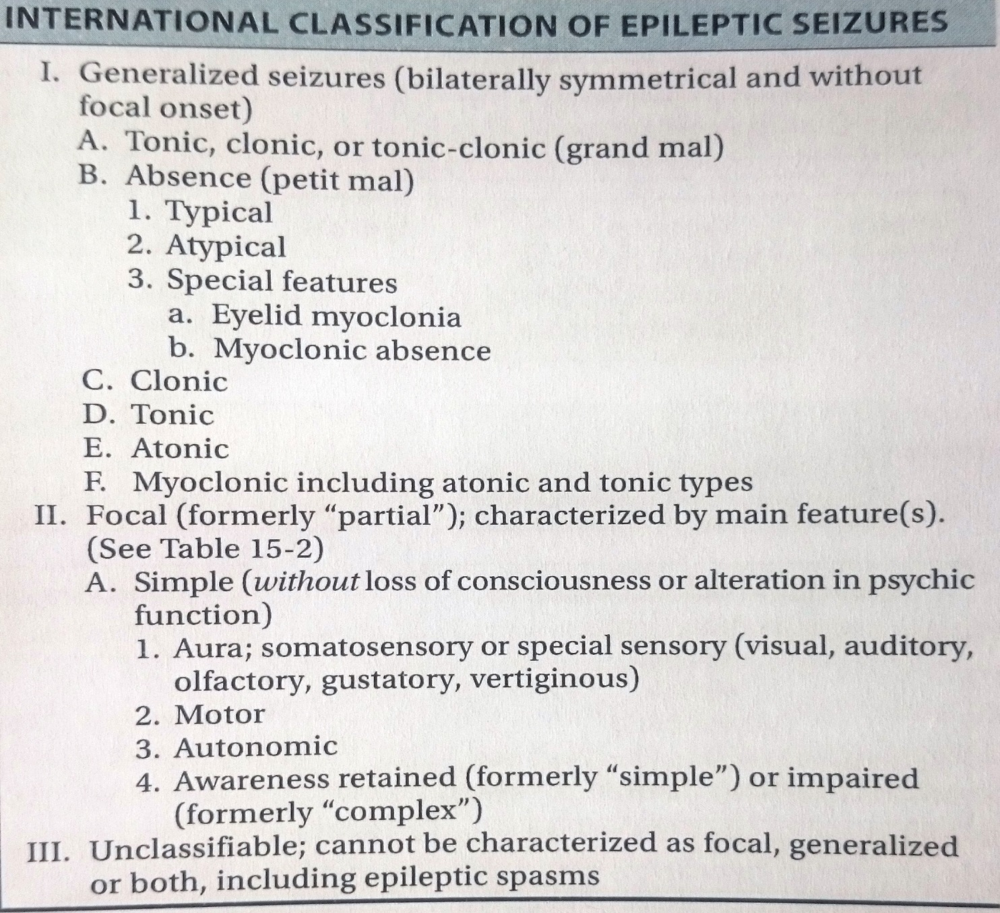 INTERNATIONAL CLASSIFICATION OF EPILEPTIC SEIZURES
I. Generalized seizures (bilaterally symmetrical and without
focal onset)
A. Tonic, clonic, or tonic-clonic (grand mal)
B. Absence (petit mal)
1. Typical
2. Atypical
3. Special features
a. Eyelid myoclonia
b. Myoclonic absence
C. Clonic
D. Tonic
E. Atonic
F. Myoclonic including atonic and tonic types
II. Focal (formerly “partial”); characterized by main feature(s).
(See Table 15-2)
A. Simple (without loss of consciousness or alteration in psychic
function)
1. Aura; somatosensory or special sensory (visual, auditory,
olfactory, gustatory, vertiginous)
2. Motor
3. Autonomic
4. Awareness retained (formerly “simple”) or impaired
(formerly “complex”)
III. Unclassifiable; cannot be characterized as focal, generalized
or both, including epileptic spasms